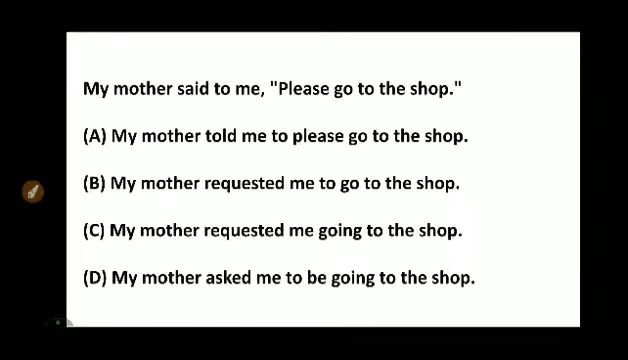 My mother said to me, "Please go to the shop."
(A) My mother told me to please go to the shop.
(B) My mother requested me to go to the shop.
(C) My mother requested me going to the shop.
(D) My mother asked me to be going to the shop.